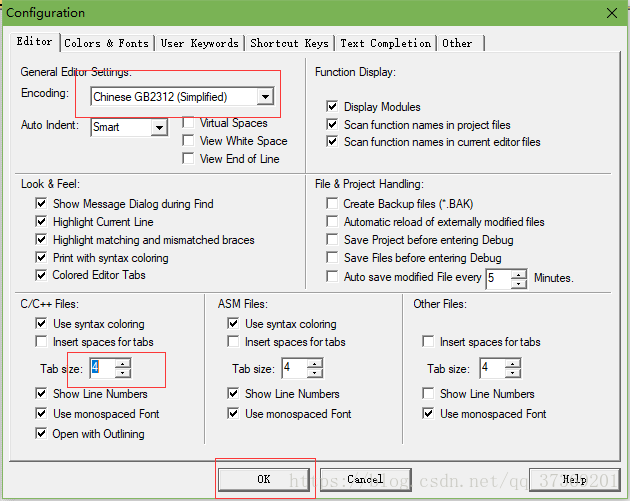 Configuration
Editor
Colors & Fonts
User Keywords
Shortcut Keys
Text Completion
Other
General Editor Settings:
Encoding:
Chinese GB2312 (Simplified)
Auto Indent:
Smart
Virtual Spaces
View White Space
View End of Line
Function Display:
Display Modules
Scan function names in project files
Scan function names in current editor files
Look & Feel:
Show Message Dialog during Find
Highlight Current Line
Highlight matching and mismatched braces
Print with syntax coloring
Colored Editor Tabs
File & Project Handling:
Create Backup files (*.BAK)
Automatic reload of externally modified files
Save Project before entering Debug
Save Files before entering Debug
Auto save modified File every 5 Minutes.
C/C++ Files:
Use syntax coloring
Insert spaces for tabs
Tab size: 4
Show Line Numbers
Use monospaced Font
Open with Outlining
ASM Files:
Use syntax coloring
Insert spaces for tabs
Tab size: 4
Show Line Numbers
Use monospaced Font
Other Files:
Insert spaces for tabs
Tab size: 4
Show Line Numbers
Use monospaced Font
OK
Cancel
Help